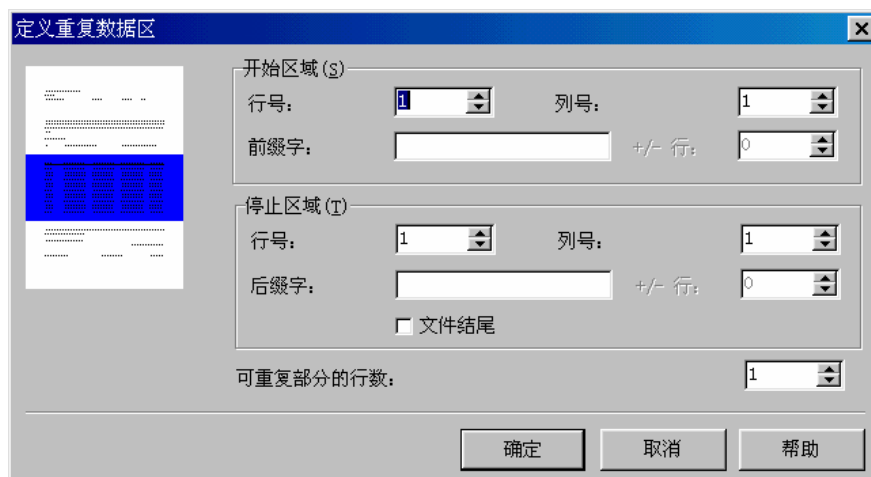 定义重复数据区
开始区域(S)
行号: 1 列号: 1
前缀字: +/- 行: 0
停止区域(T)
行号: 1 列号: 1
后缀字: +/- 行: 0
文件结尾
可重复部分的行数: 1
确定 取消 帮助